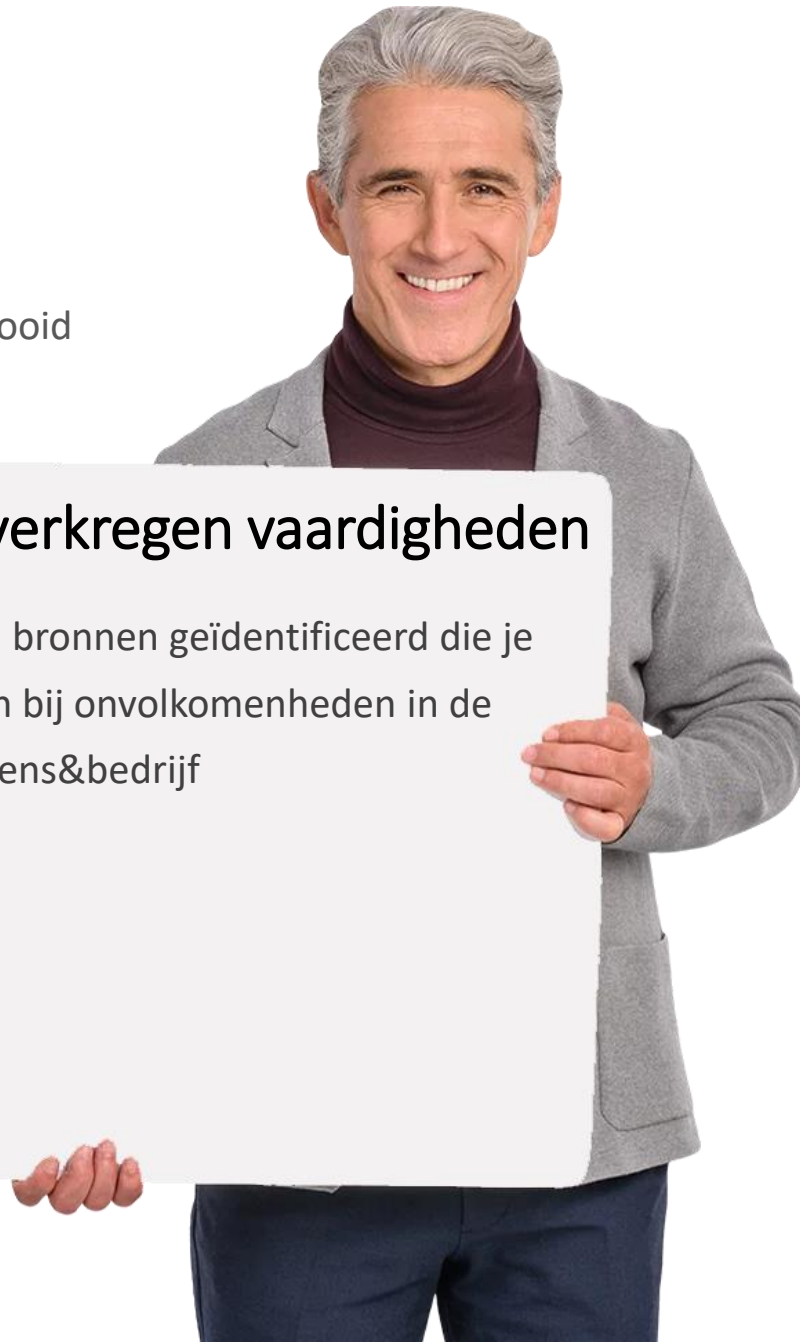 ooid
verkregen vaardigheden
bronnen geïdentificeerd die je
bij onvolkomenheden in de
ens&bedrijf